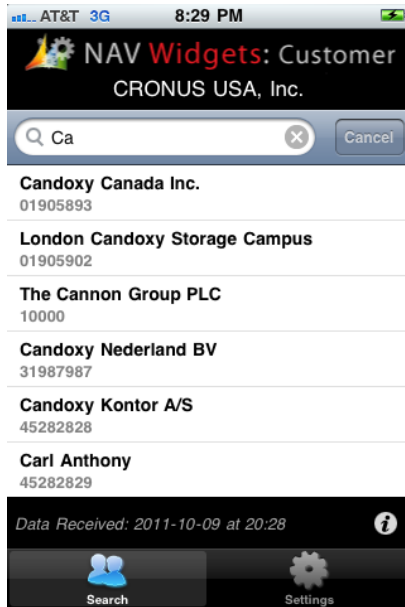 AT&T 3G 8:29 PM
NAV Widgets: Customer
CRONUS USA, Inc.
Ca Cancel
Candoxy Canada Inc.
01905893
London Candoxy Storage Campus
01905902
The Cannon Group PLC
10000
Candoxy Nederland BV
31987987
Candoxy Kontor A/S
45282828
Carl Anthony
45282829
Data Received: 2011-10-09 at 20:28
Search Settings